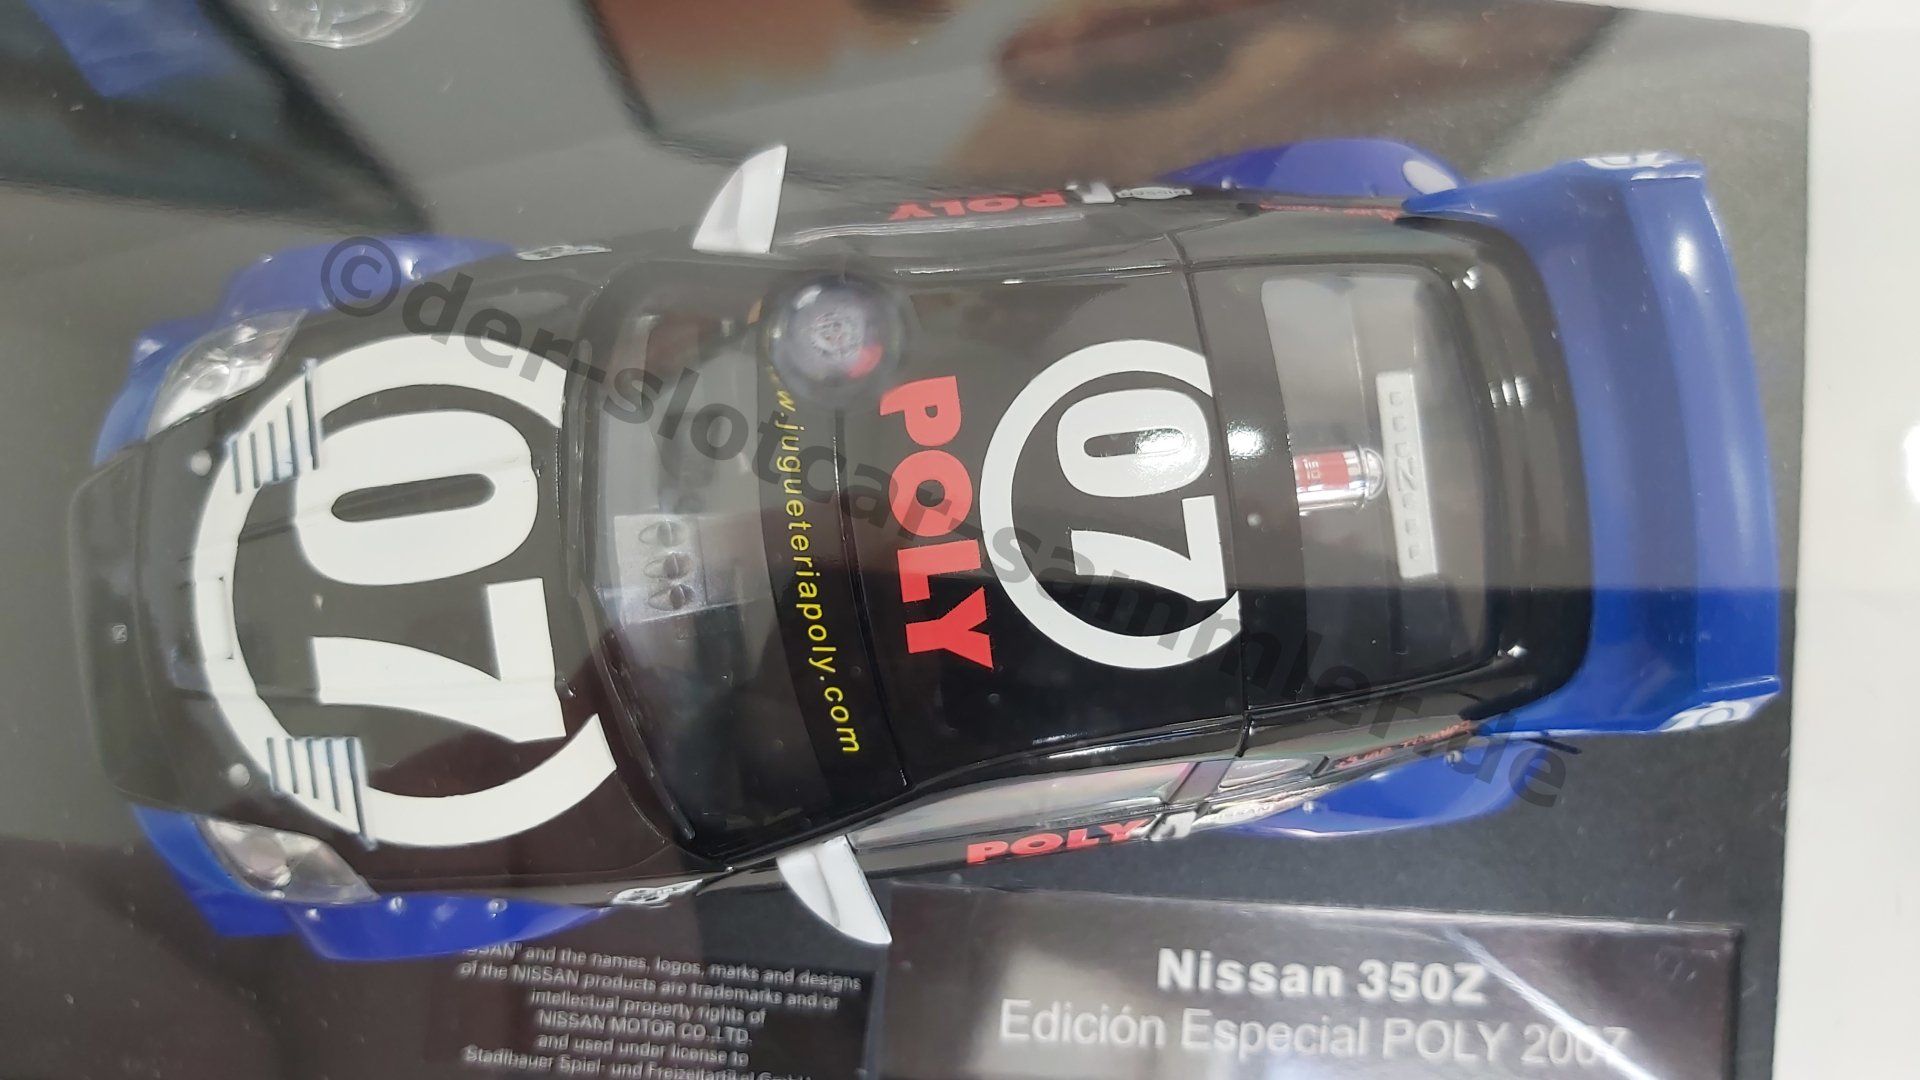 ©der-slotcar-sammler.de
POLY
NISSAN
07
www.jugueteriapoly.com
POLY
07
POLY
NISSAN
NISSAN" and the names, logos, marks and designs
of the NISSAN products are trademarks and or
intellectual property rights of
NISSAN MOTOR CO.,LTD.
and used under license to
Stadlbauer Spiel- und Freizeitartikel
Nissan 350Z
Edición Especial POLY 2007